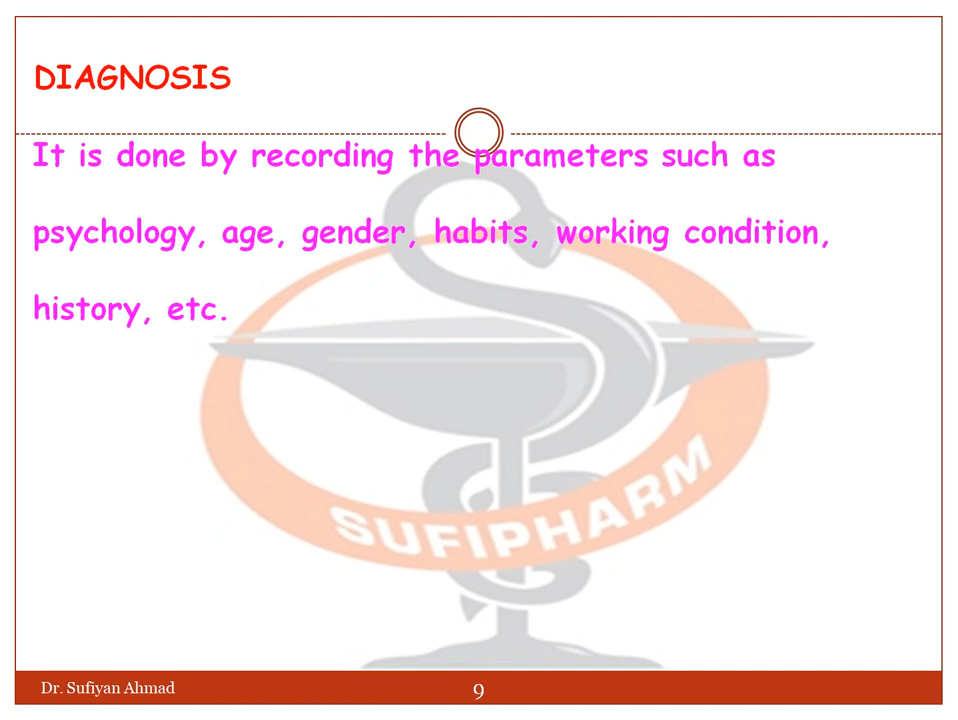 DIAGNOSIS
It is done by recording the parameters such as
psychology, age, gender, habits, working condition,
history, etc.
SUFIPHARM
Dr. Sufiyan Ahmad
9